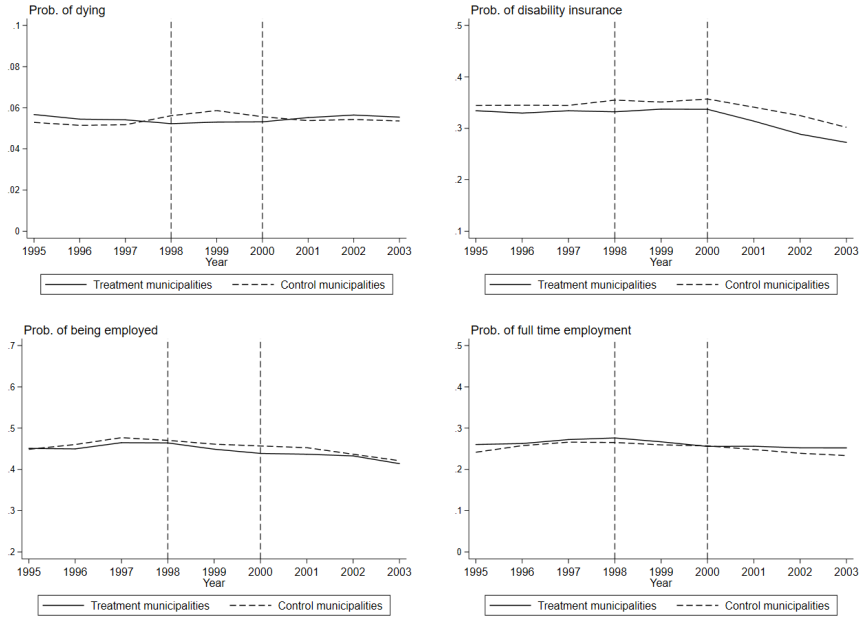 Prob. of dying
.1
.08
.06
.04
.02
0
1995 1996 1997 1998 1999 2000 2001 2002 2003
Year
Treatment municipalities Control municipalities
Prob. of disability insurance
.5
.4
.3
.2
.1
1995 1996 1997 1998 1999 2000 2001 2002 2003
Year
Treatment municipalities Control municipalities
Prob. of being employed
.7
.6
.5
.4
.3
.2
1995 1996 1997 1998 1999 2000 2001 2002 2003
Year
Treatment municipalities Control municipalities
Prob. of full time employment
.5
.4
.3
.2
.1
0
1995 1996 1997 1998 1999 2000 2001 2002 2003
Year
Treatment municipalities Control municipalities